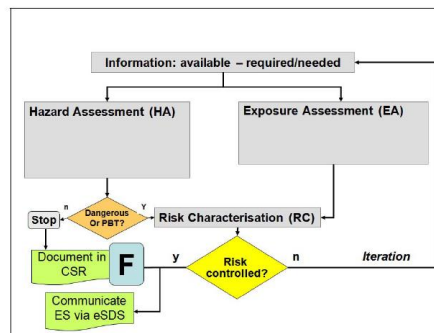 Information: available – required/needed
Hazard Assessment (HA)
Exposure Assessment (EA)
n
Dangerous
Or PBT?
Y
Stop
Risk Characterisation (RC)
Document in
CSR
F
y
Risk
controlled?
n
Iteration
Communicate
ES via eSDS